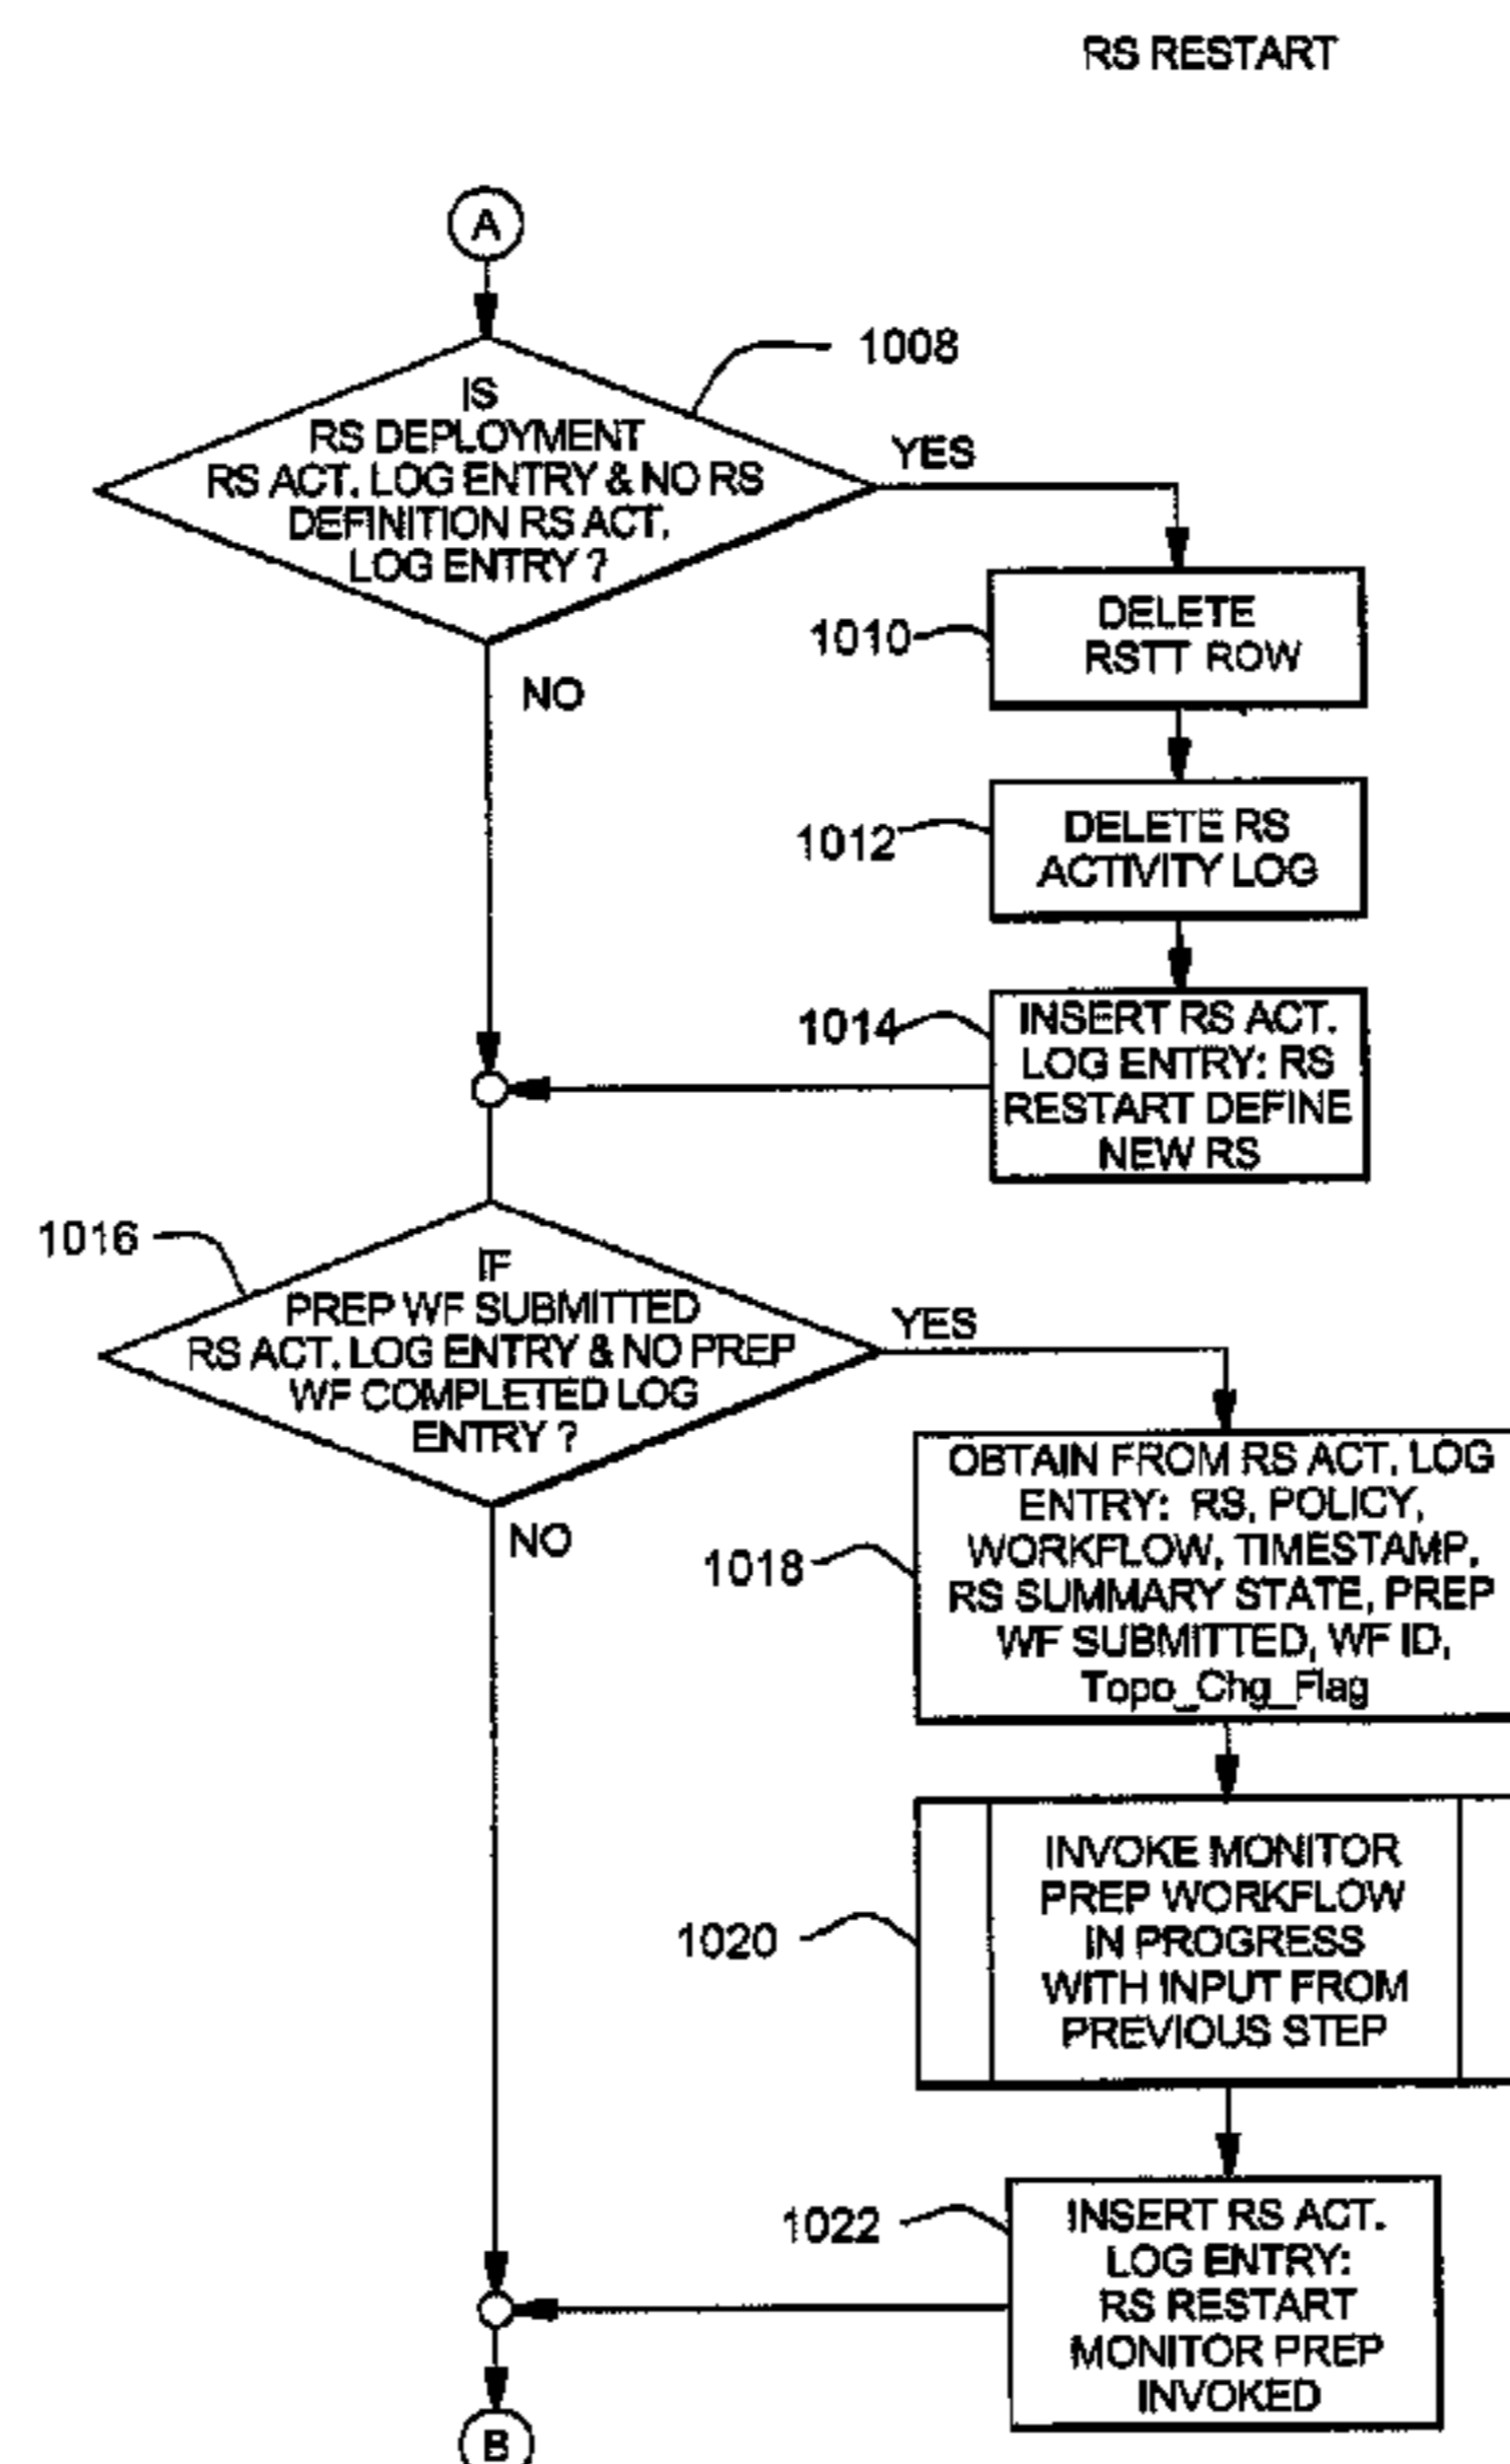 RS RESTART
A
1008
IS
RS DEPLOYMENT
RS ACT. LOG ENTRY & NO RS
DEFINITION RS ACT.
LOG ENTRY ?
YES
NO
1010
DELETE
RSTT ROW
1012
DELETE RS
ACTIVITY LOG
1014
INSERT RS ACT.
LOG ENTRY: RS
RESTART DEFINE
NEW RS
1016
IF
PREP WF SUBMITTED
RS ACT. LOG ENTRY & NO PREP
WF COMPLETED LOG
ENTRY ?
YES
NO
1018
OBTAIN FROM RS ACT. LOG
ENTRY: RS, POLICY,
WORKFLOW, TIMESTAMP,
RS SUMMARY STATE, PREP
WF SUBMITTED, WF ID,
Topo_Chg_Flag
1020
INVOKE MONITOR
PREP WORKFLOW
IN PROGRESS
WITH INPUT FROM
PREVIOUS STEP
1022
INSERT RS ACT.
LOG ENTRY:
RS RESTART
MONITOR PREP
INVOKED
B